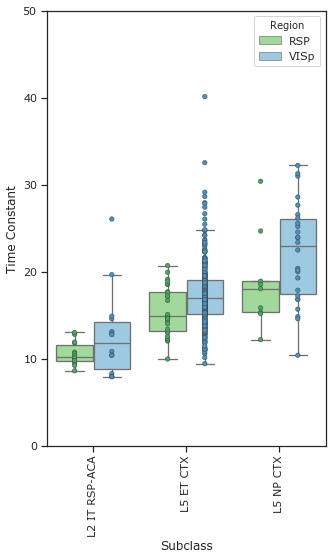 50
40
30
20
10
0
Time Constant
Region
RSP
VISp
L2 IT RSP-ACA
L5 ET CTX
L5 NP CTX
Subclass